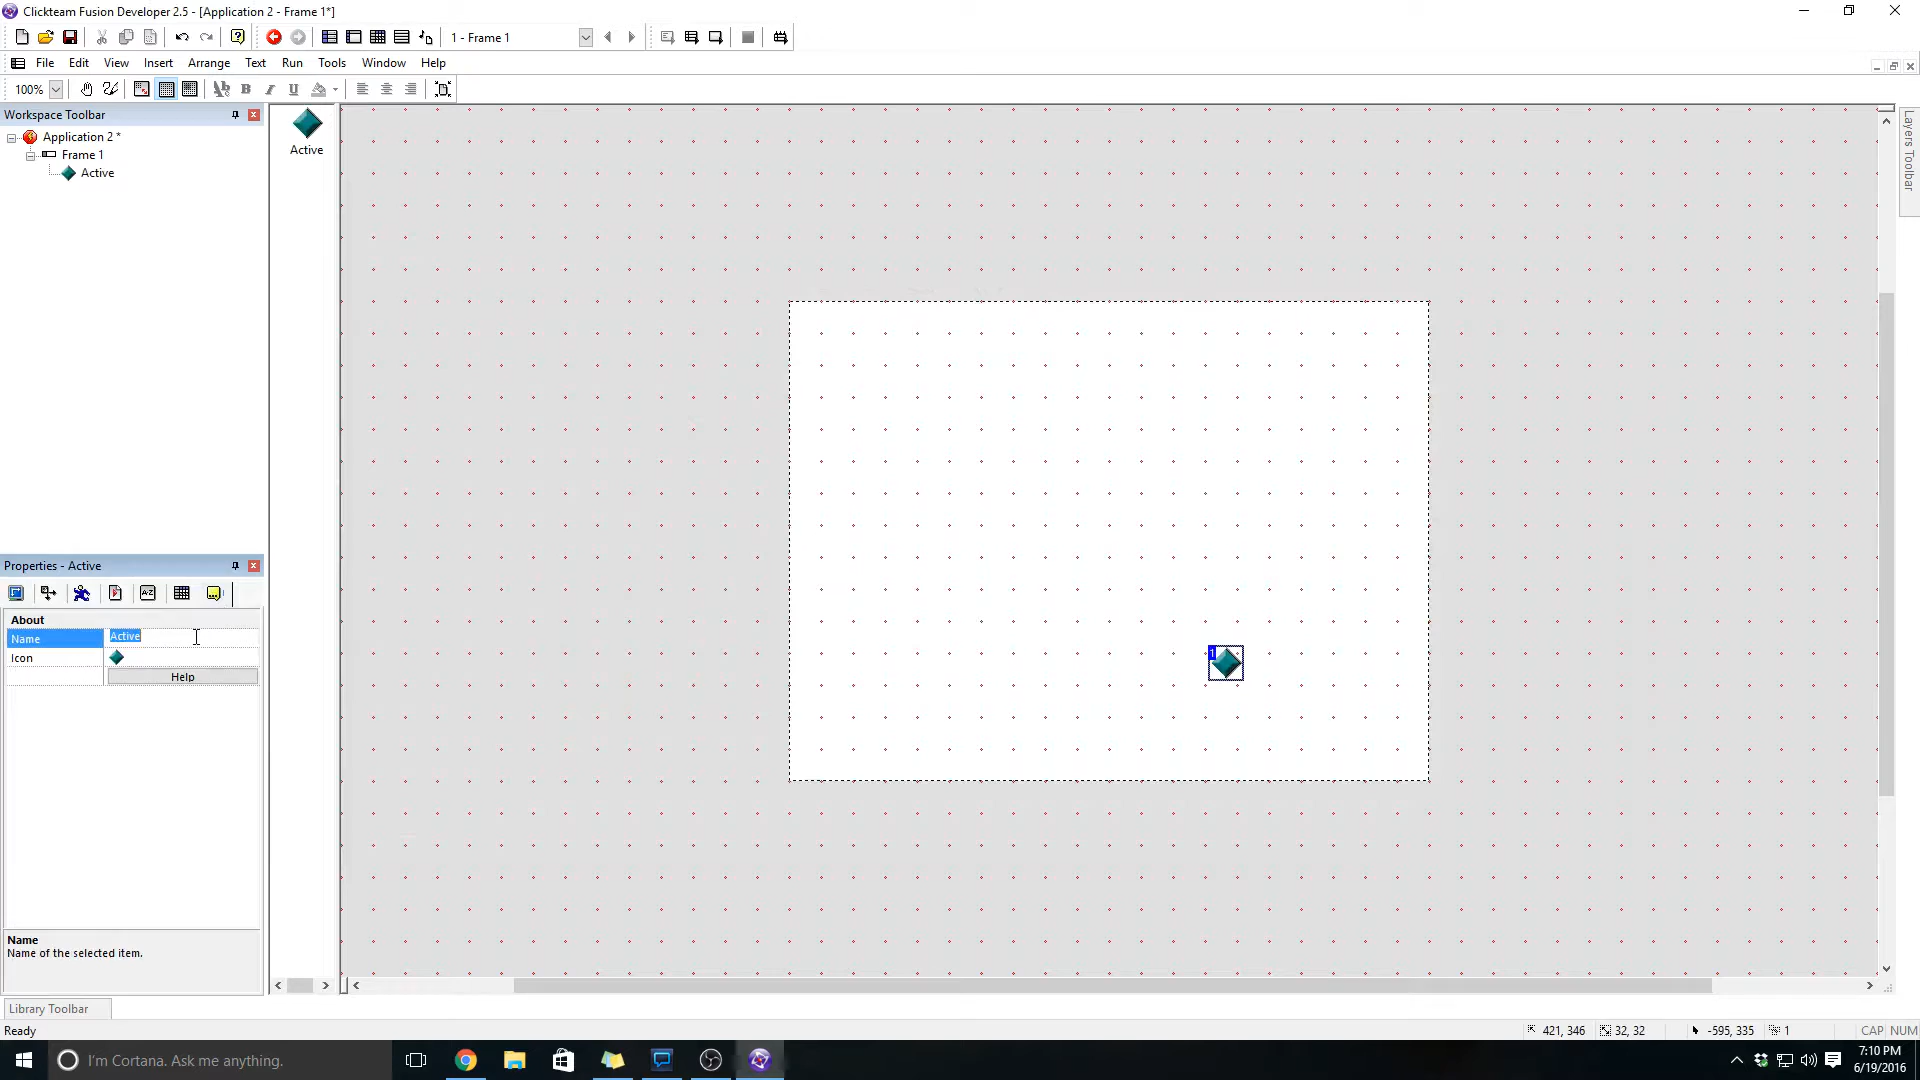 Clickteam Fusion Developer 2.5 - [Application 2 - Frame 1*]
1 - Frame 1
File Edit View Insert Arrange Text Run Tools Window Help
100%
Workspace Toolbar
Application 2 *
Frame 1
Active
Active
Layers Toolbar
1
Properties - Active
About
Name Active
Icon
Help
Name
Name of the selected item.
Library Toolbar
Ready 421, 346 32, 32 -595, 335 1 CAP NUM
I'm Cortana. Ask me anything.
7:10 PM
6/19/2016